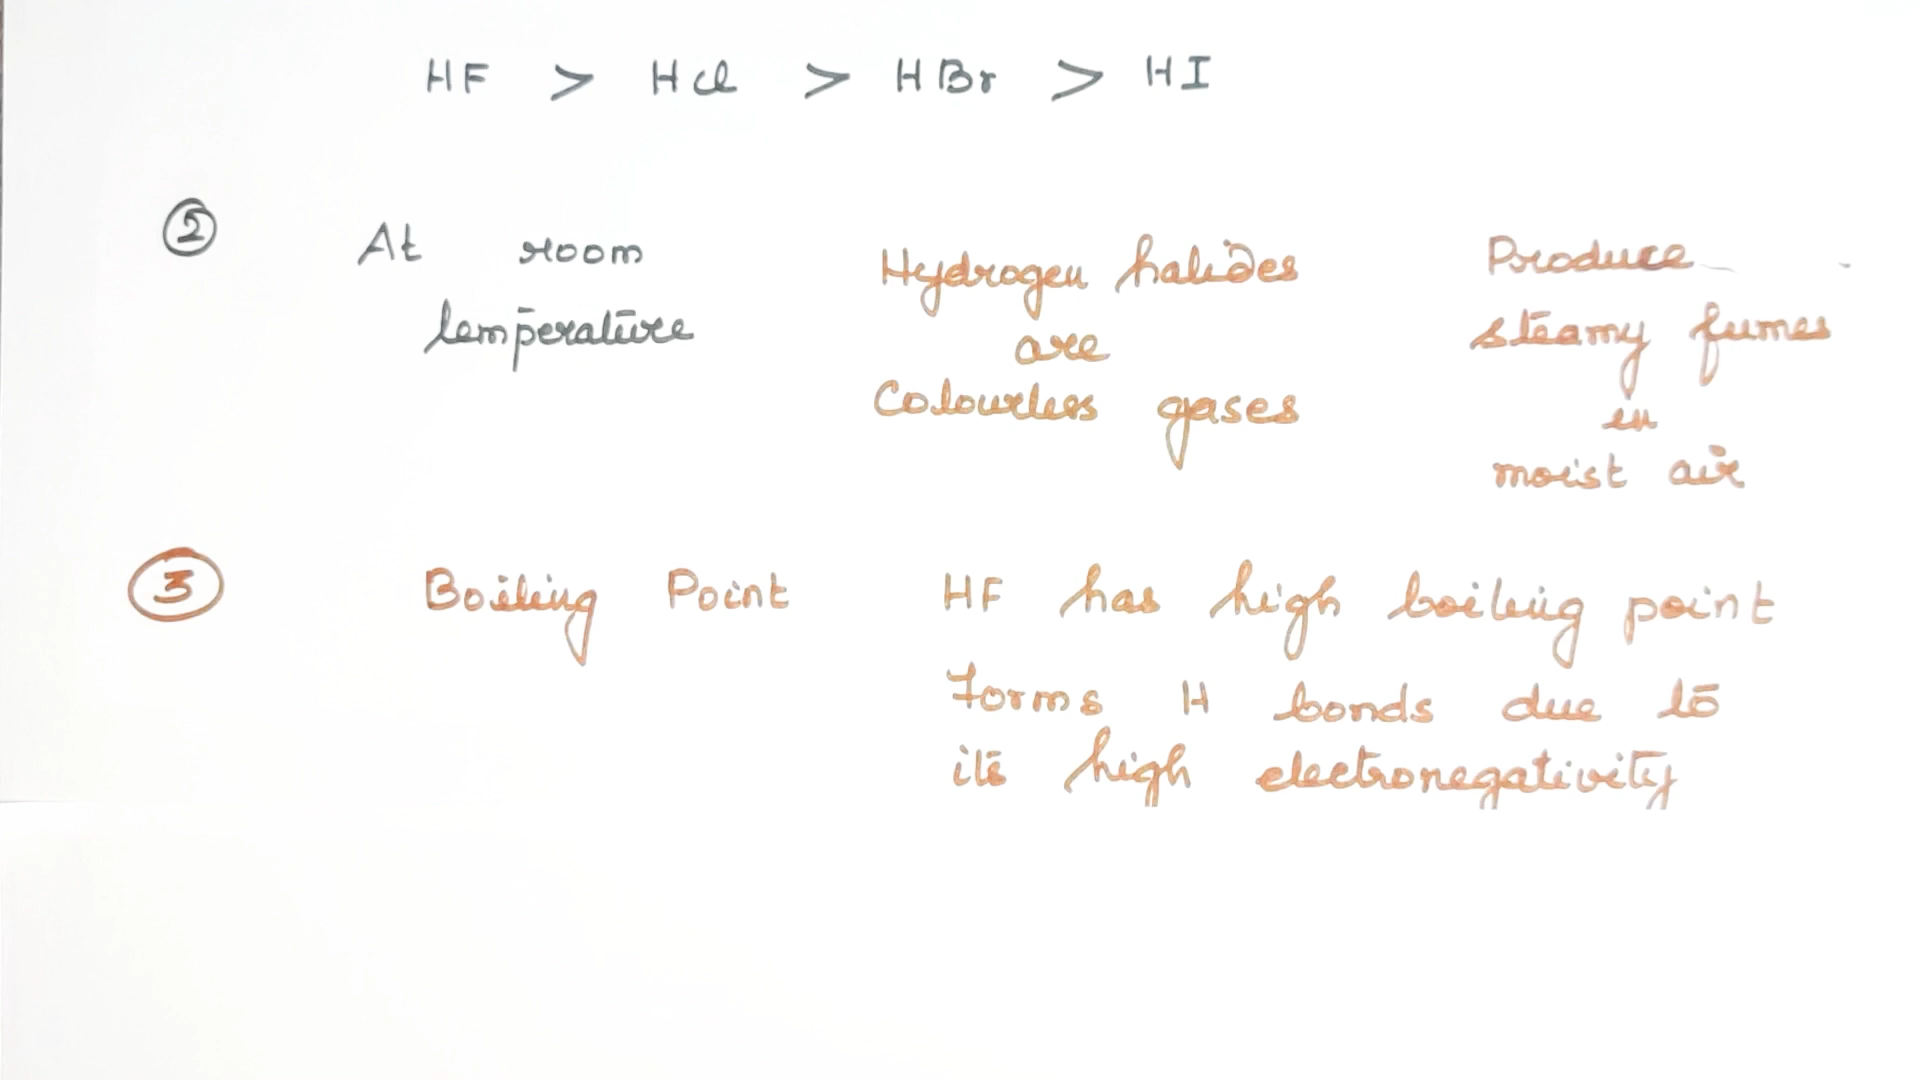 HF > HCl > HBr > HI
② At room temperature
Hydrogen halides
are
Colourless gases
Produce
steamy fumes
in
moist air
③ Boiling Point
HF has high boiling point
Forms H bonds due to
its high electronegativity